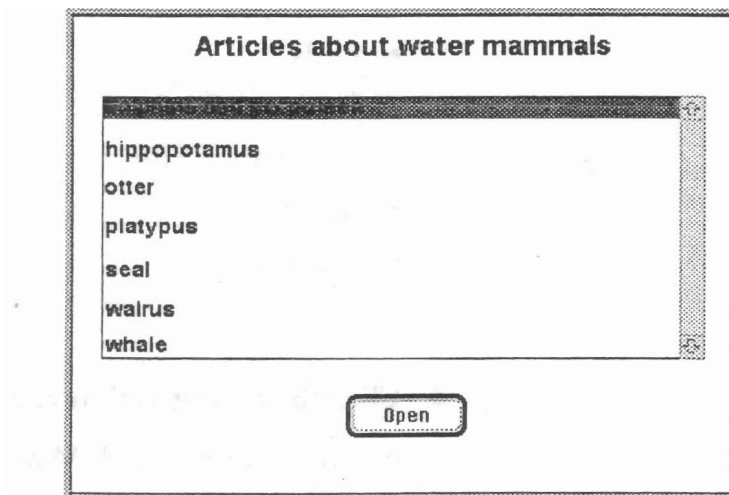 Articles about water mammals
hippopotamus
otter
platypus
seal
walrus
whale
Open